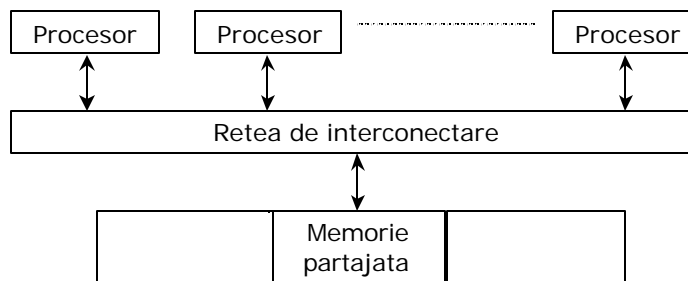 Procesor
Procesor
Procesor
Retea de interconectare
Memorie
partajata